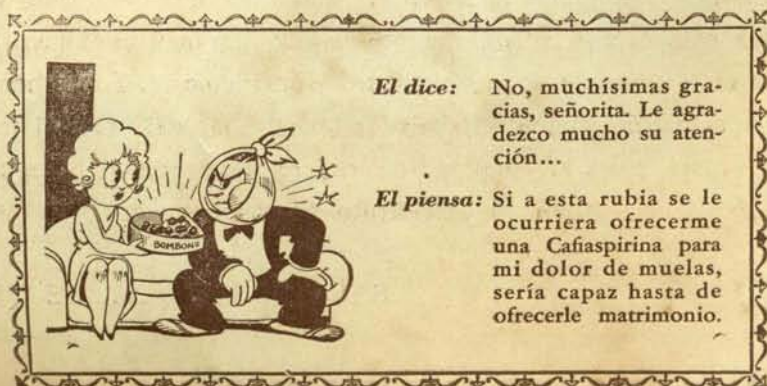 El dice: No, muchísimas gra-
cias, señorita. Le agra-
dezco mucho su aten-
ción...
El piensa: Si a esta rubia se le
ocurriera ofrecerme
una Cafiaspirina para
mi dolor de muelas,
sería capaz hasta de
ofrecerle matrimonio.
BOMBONS